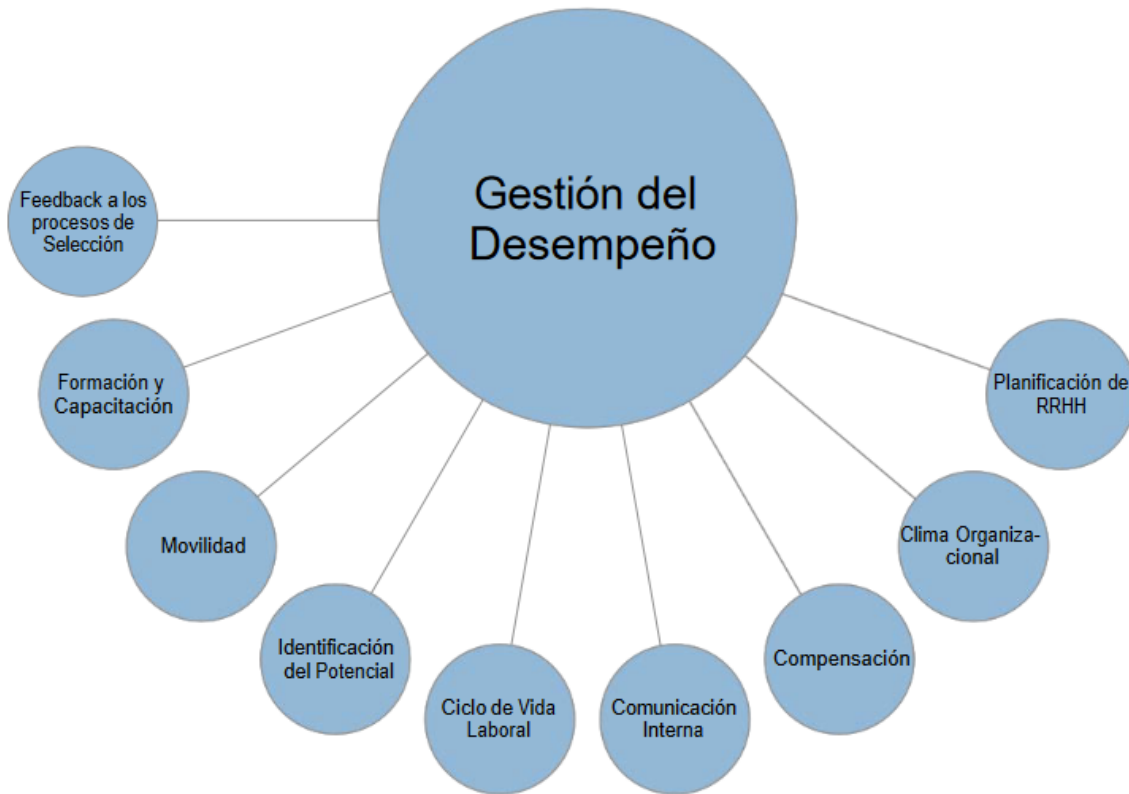 Gestión del
Desempeño
Feedback a los
procesos de
Selección
Formación y
Capacitación
Movilidad
Identificación
del Potencial
Ciclo de Vida
Laboral
Comunicación
Interna
Compensación
Clima Organiza-
cional
Planificación de
RRHH